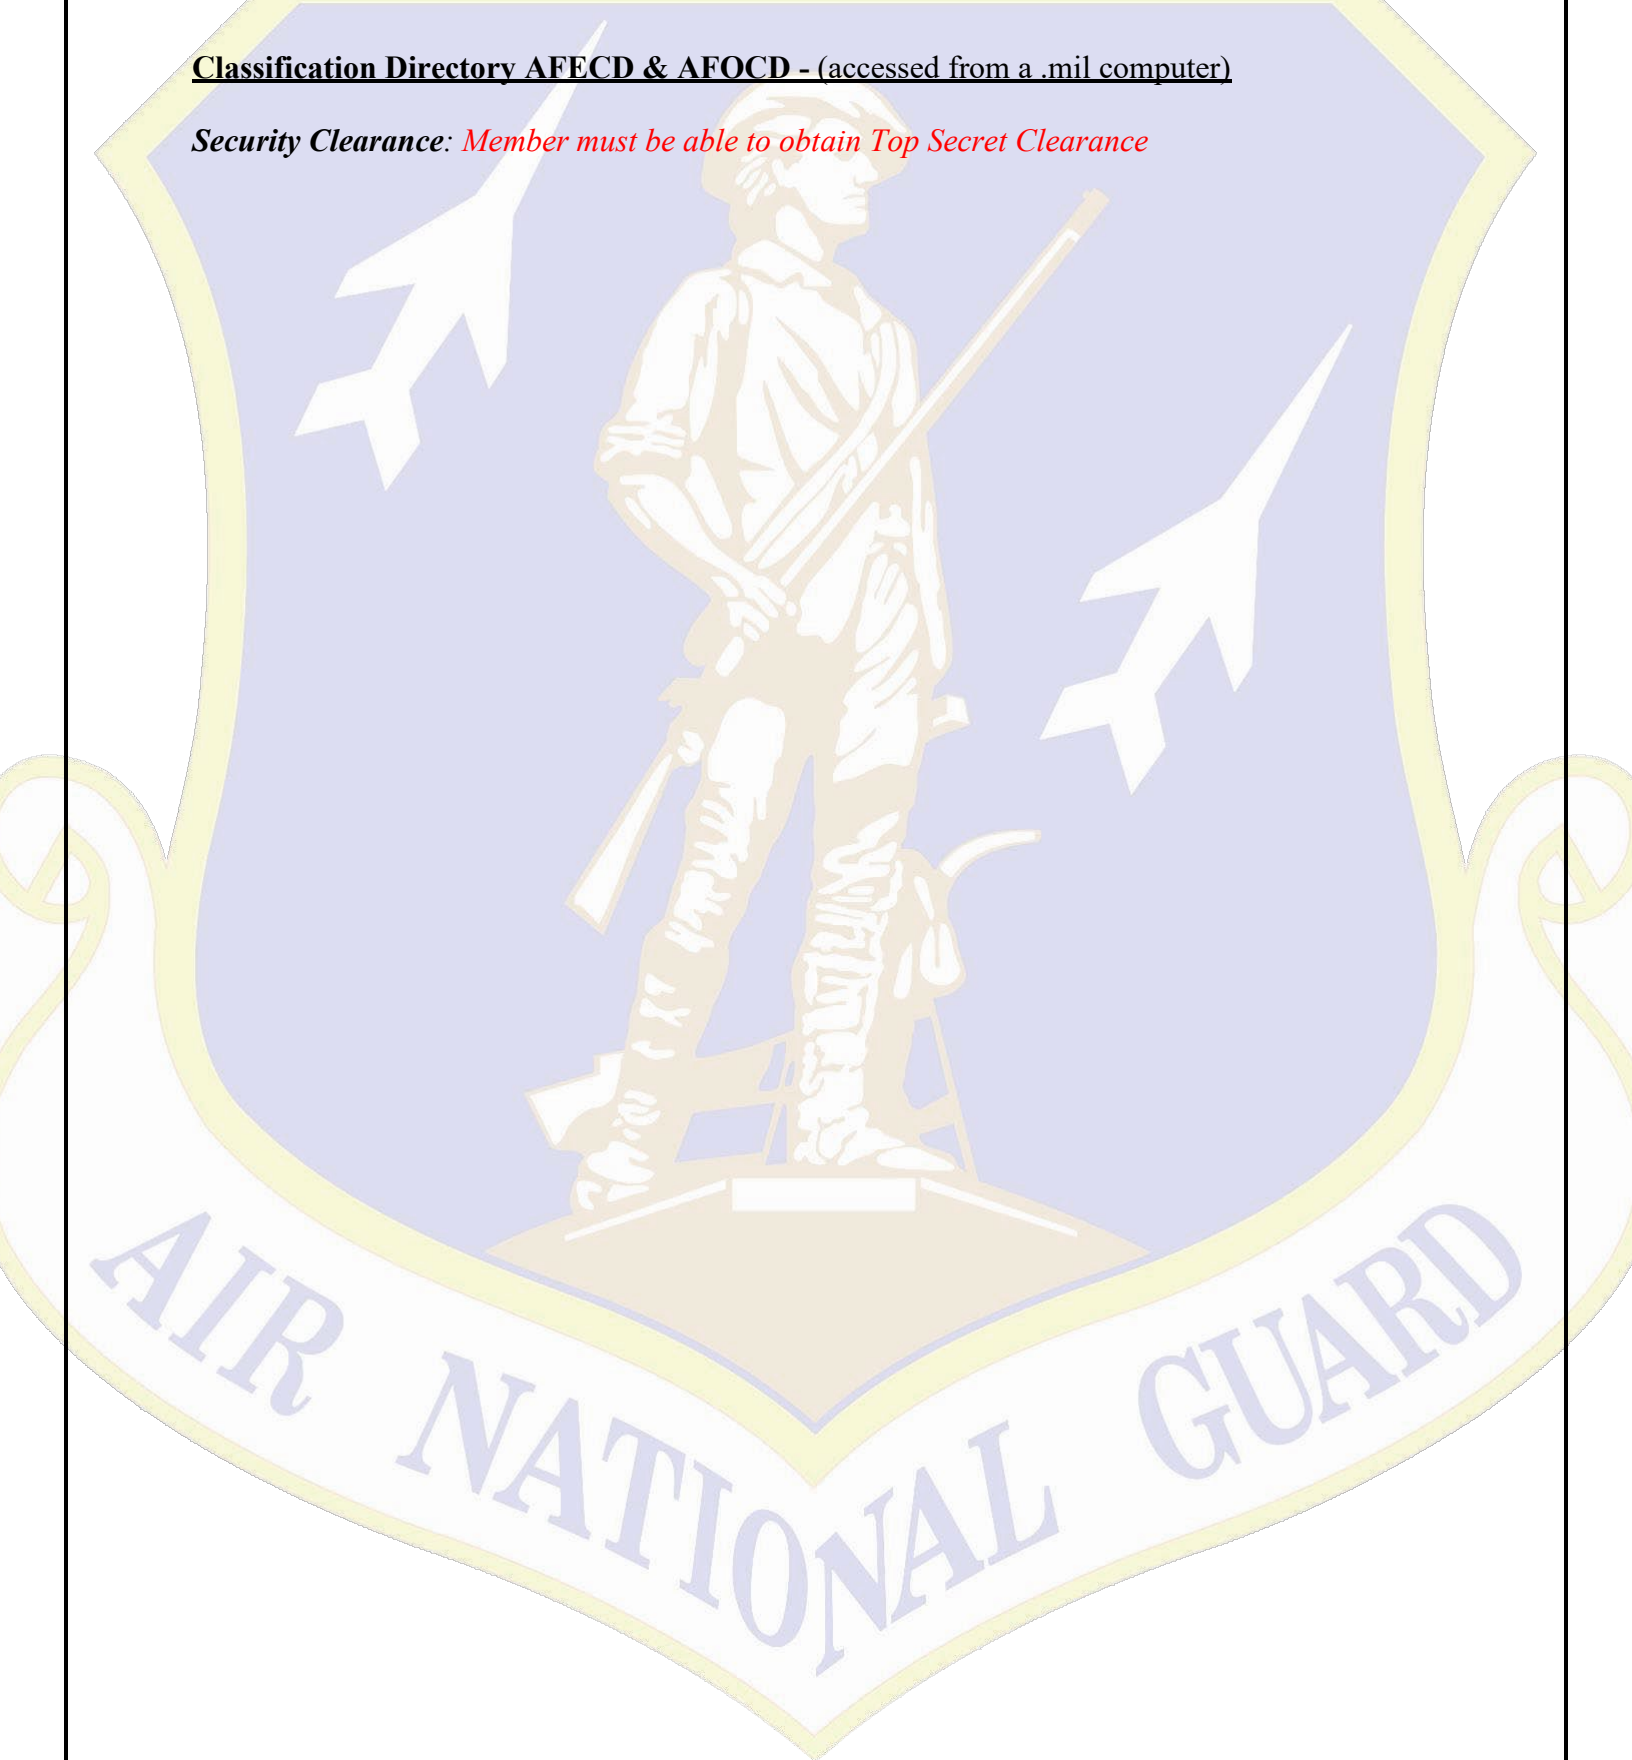 Classification Directory AFECD & AFOCD - (accessed from a .mil computer)
Security Clearance: Member must be able to obtain Top Secret Clearance
AIR NATIONAL GUARD